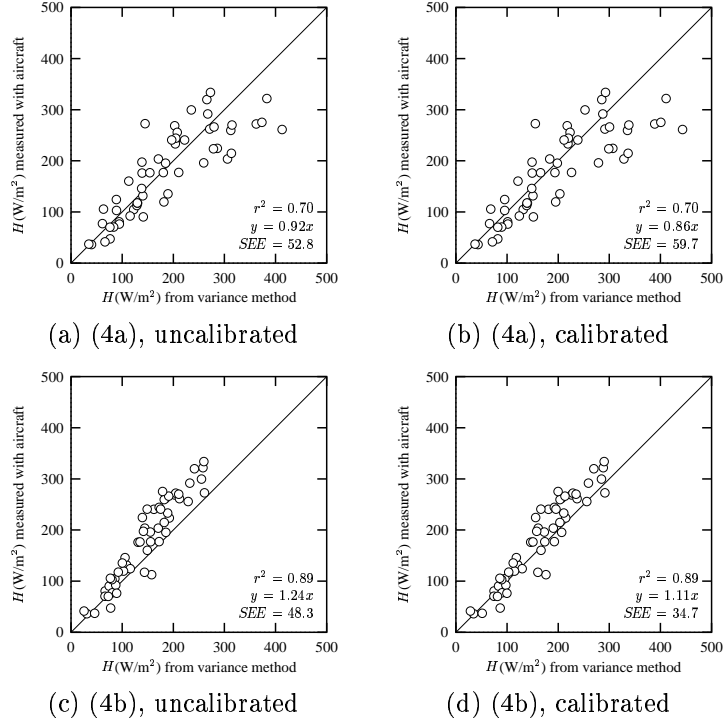 500
400
300
200
100
0
0 100 200 300 400 500
H(W/m²) measured with aircraft
H(W/m²) from variance method
r² = 0.70
y = 0.92x
SEE = 52.8
(a) (4a), uncalibrated
500
400
300
200
100
0
0 100 200 300 400 500
H(W/m²) measured with aircraft
H(W/m²) from variance method
r² = 0.70
y = 0.86x
SEE = 59.7
(b) (4a), calibrated
500
400
300
200
100
0
0 100 200 300 400 500
H(W/m²) measured with aircraft
H(W/m²) from variance method
r² = 0.89
y = 1.24x
SEE = 48.3
(c) (4b), uncalibrated
500
400
300
200
100
0
0 100 200 300 400 500
H(W/m²) measured with aircraft
H(W/m²) from variance method
r² = 0.89
y = 1.11x
SEE = 34.7
(d) (4b), calibrated